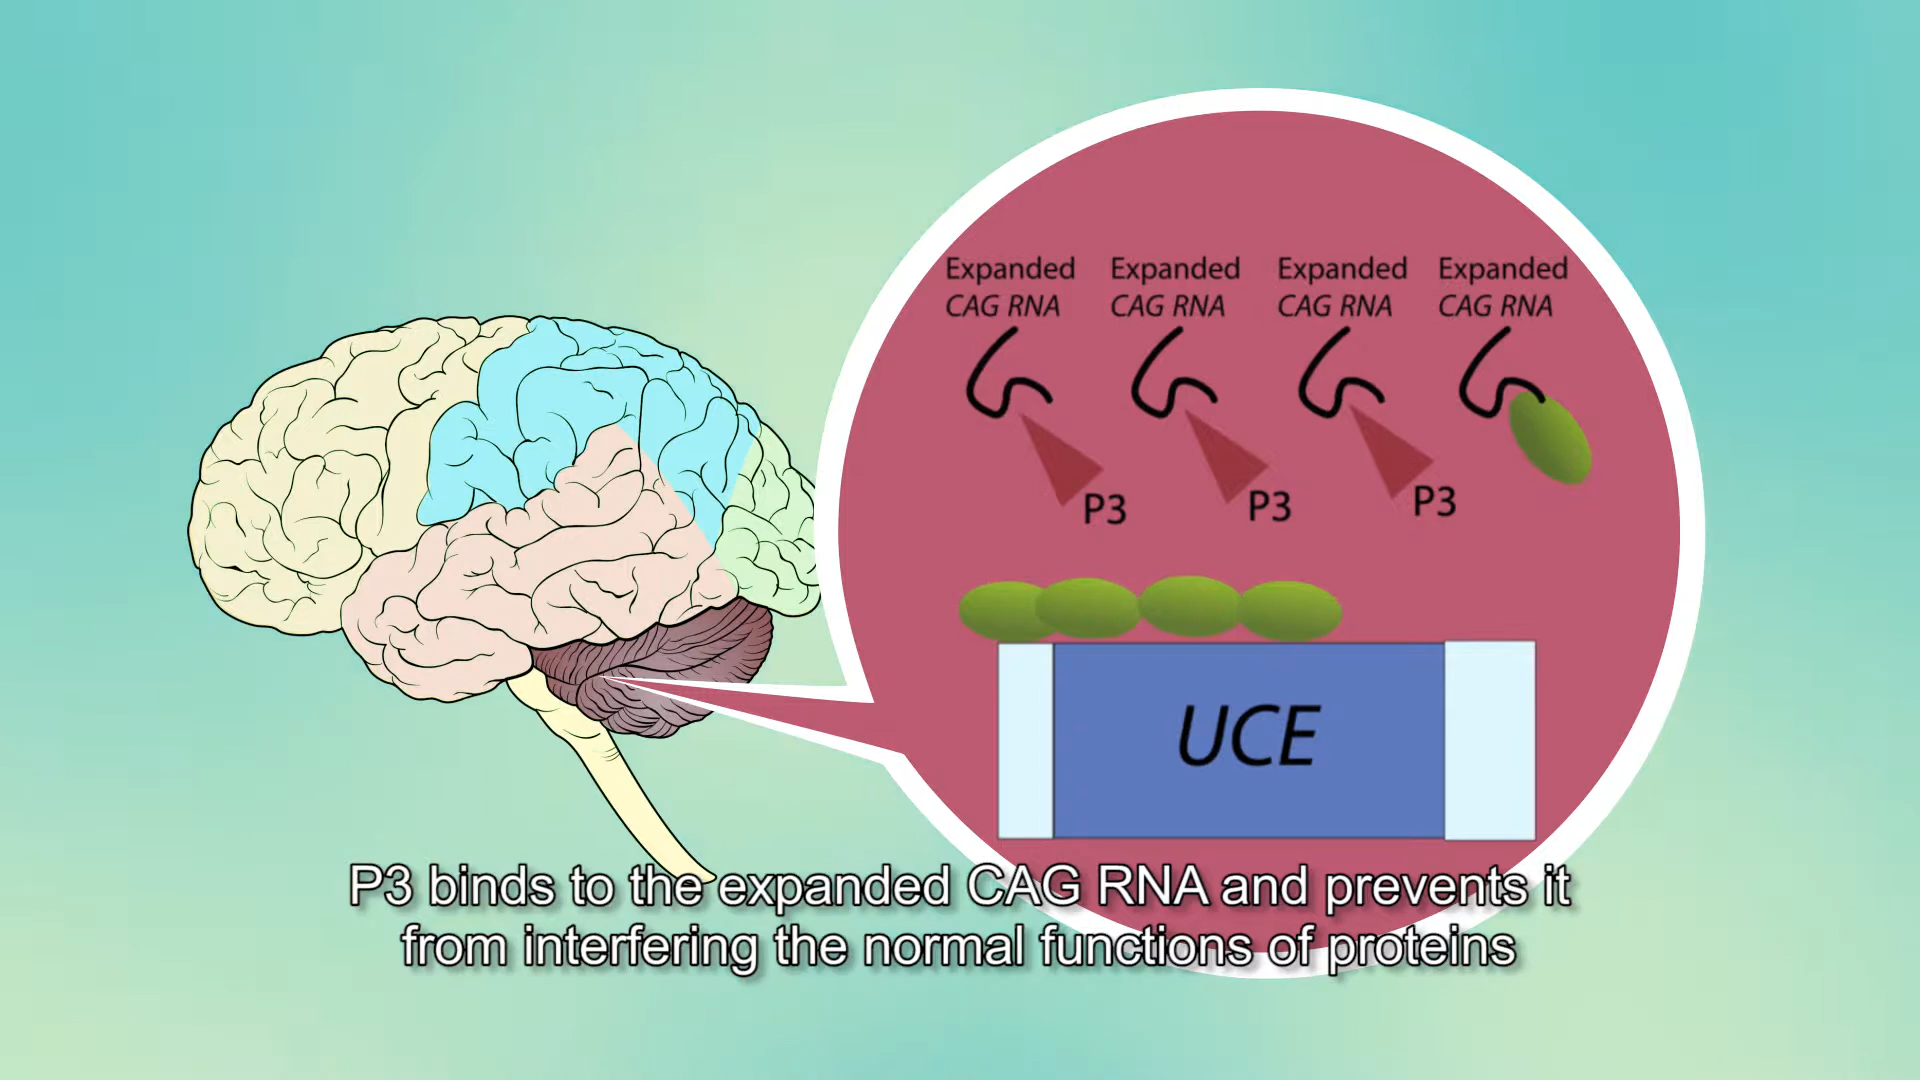 Expanded Expanded Expanded Expanded
CAG RNA CAG RNA CAG RNA CAG RNA
P3 P3 P3
UCE
P3 binds to the expanded CAG RNA and prevents it
from interfering the normal functions of proteins